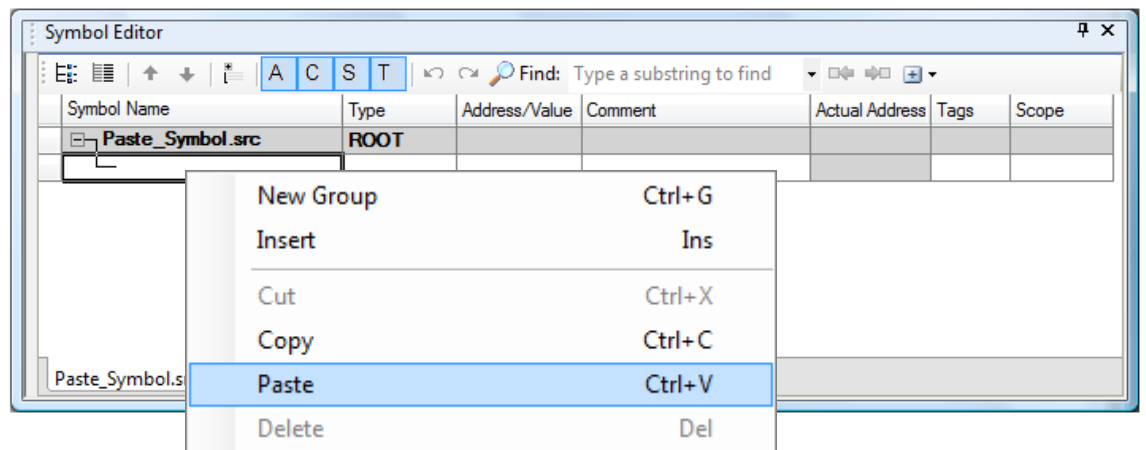 Symbol Editor
A C S T Find: Type a substring to find
Symbol Name Type Address/Value Comment Actual Address Tags Scope
Paste_Symbol.src ROOT
New Group Ctrl+G
Insert Ins
Cut Ctrl+X
Copy Ctrl+C
Paste_Symbol.s
Paste Ctrl+V
Delete Del